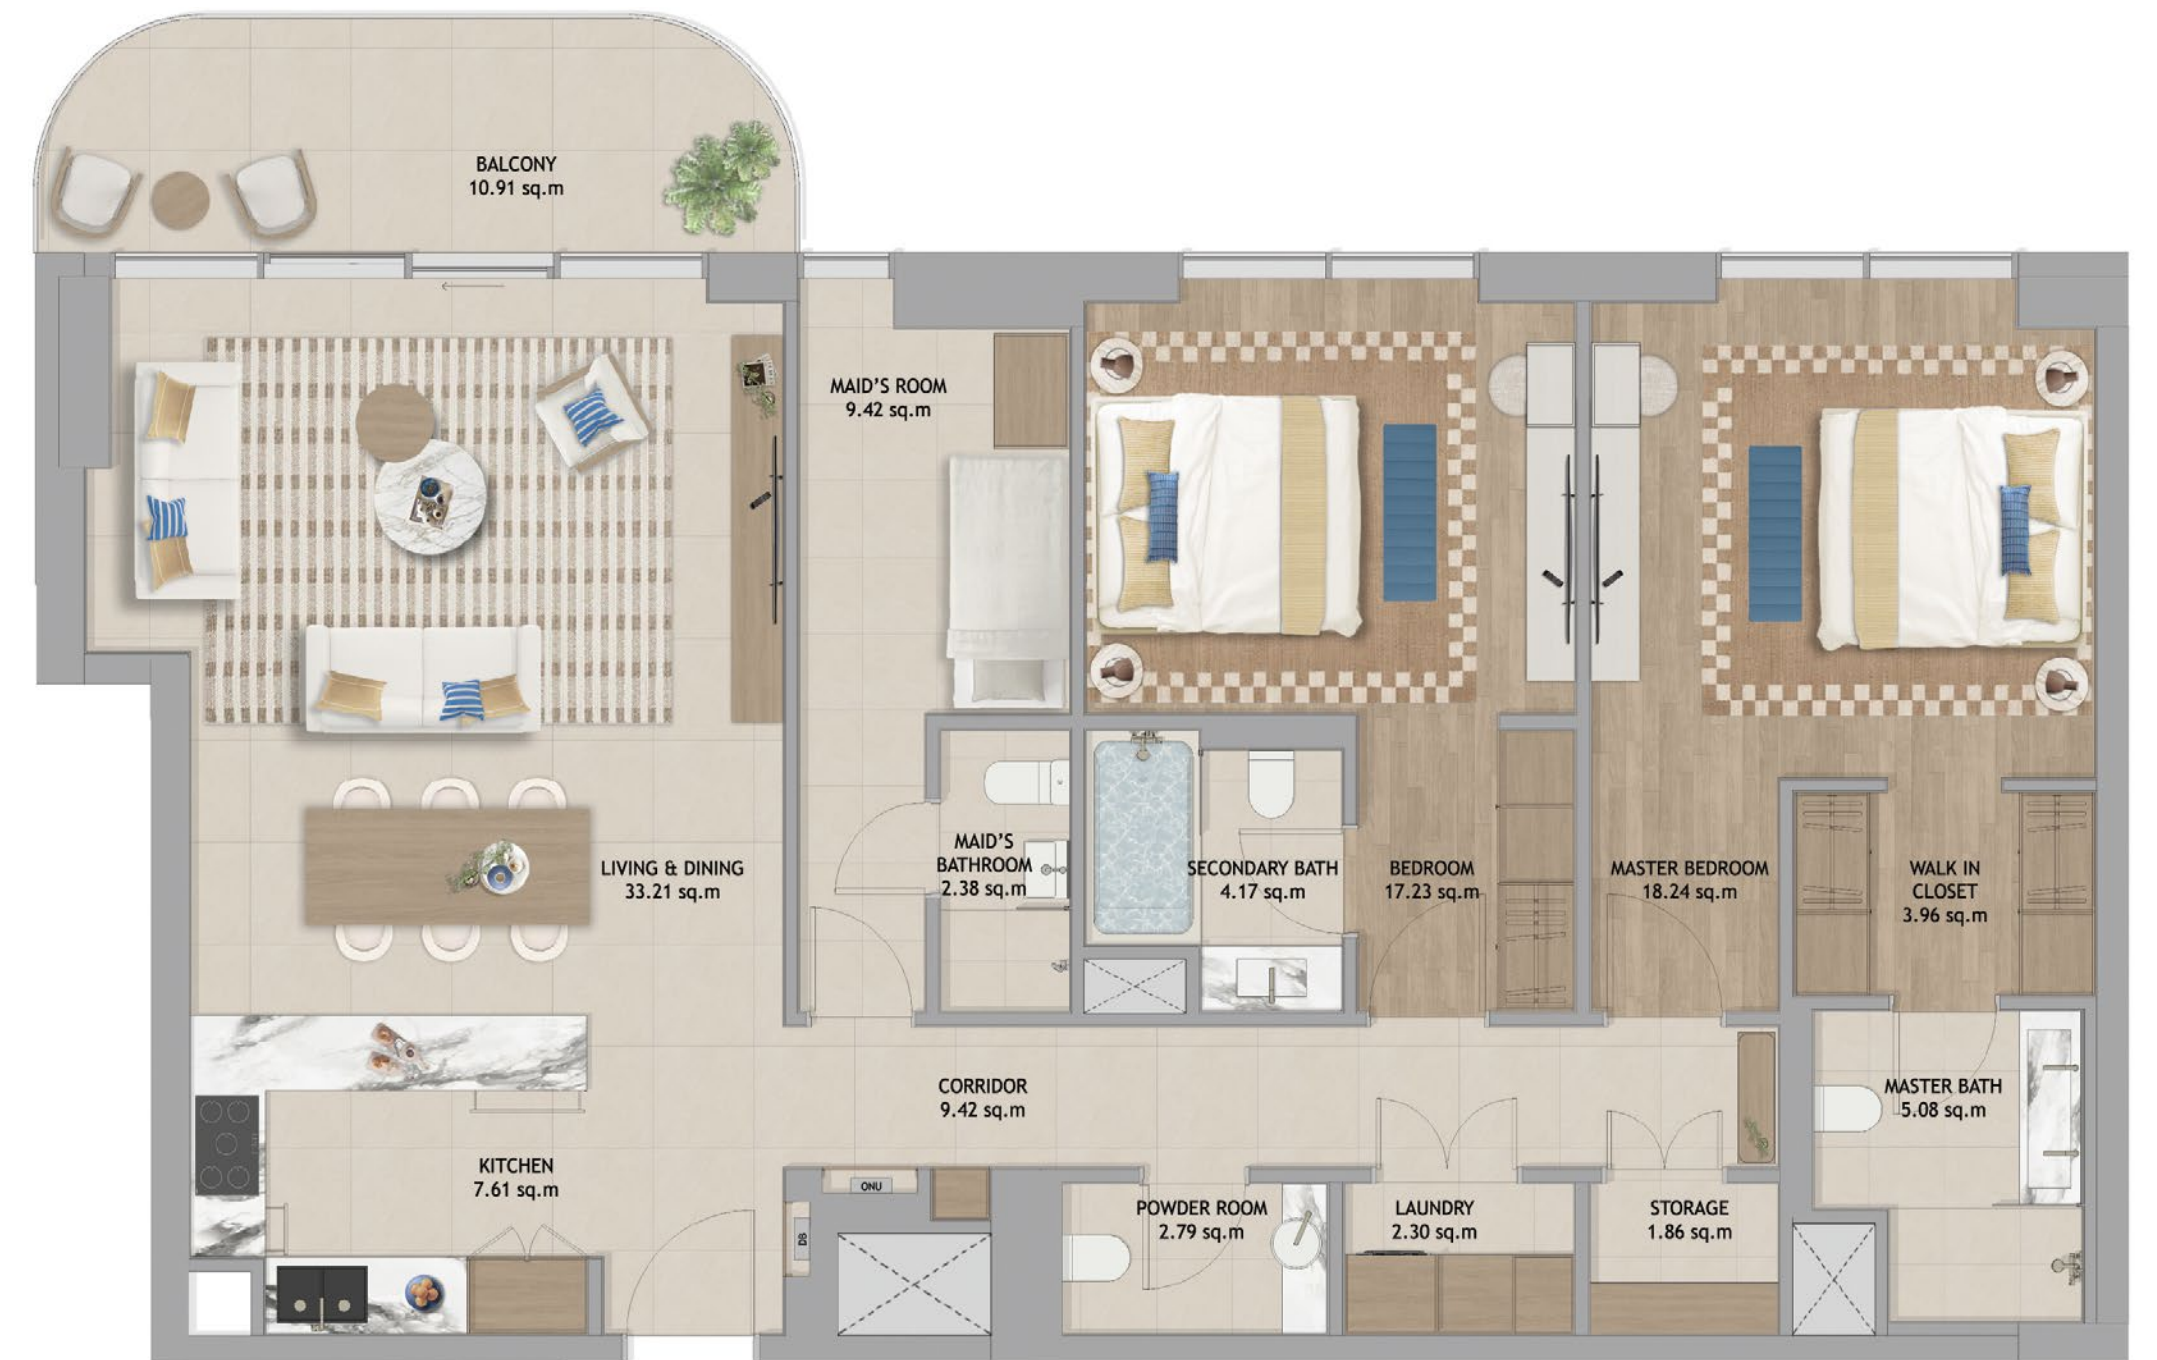 BALCONY
10.91 sq.m
MAID'S ROOM
9.42 sq.m
MAID'S
BATHROOM
2.38 sq.m
LIVING & DINING
33.21 sq.m
SECONDARY BATH
4.17 sq.m
BEDROOM
17.23 sq.m
MASTER BEDROOM
18.24 sq.m
WALK IN
CLOSET
3.96 sq.m
CORRIDOR
9.42 sq.m
MASTER BATH
5.08 sq.m
KITCHEN
7.61 sq.m
ONU
DB
POWDER ROOM
2.79 sq.m
LAUNDRY
2.30 sq.m
STORAGE
1.86 sq.m